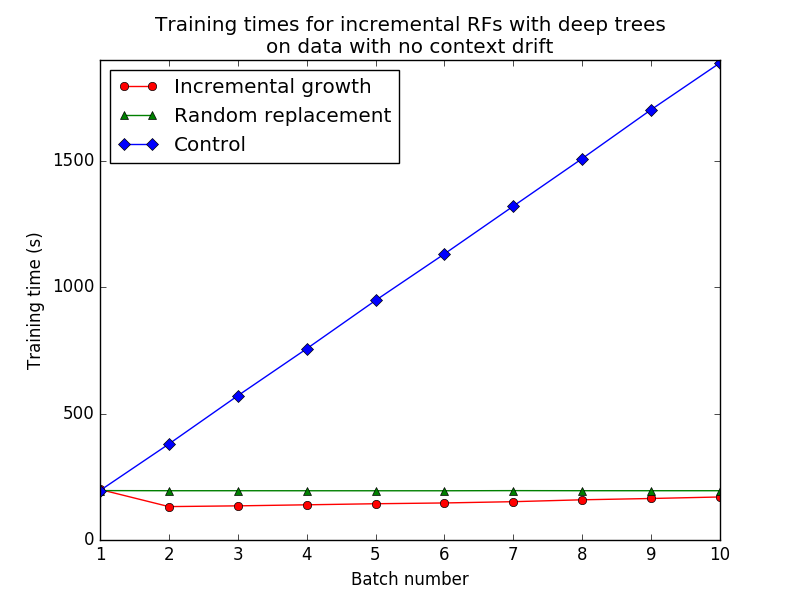 Training times for incremental RFs with deep trees
on data with no context drift
Incremental growth
Random replacement
Control
Training time (s)
1500
1000
500
0
1 2 3 4 5 6 7 8 9 10
Batch number